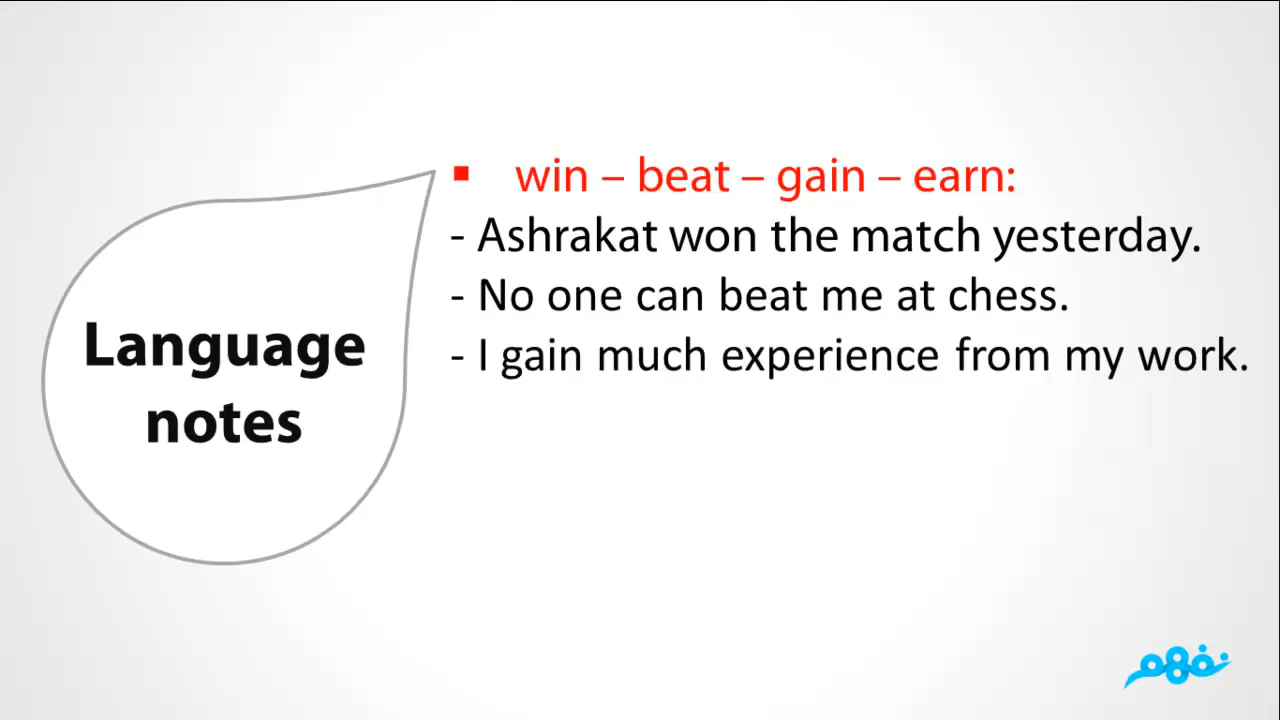 win – beat – gain – earn:
- Ashrakat won the match yesterday.
- No one can beat me at chess.
- I gain much experience from my work.
Language
notes
نفهم